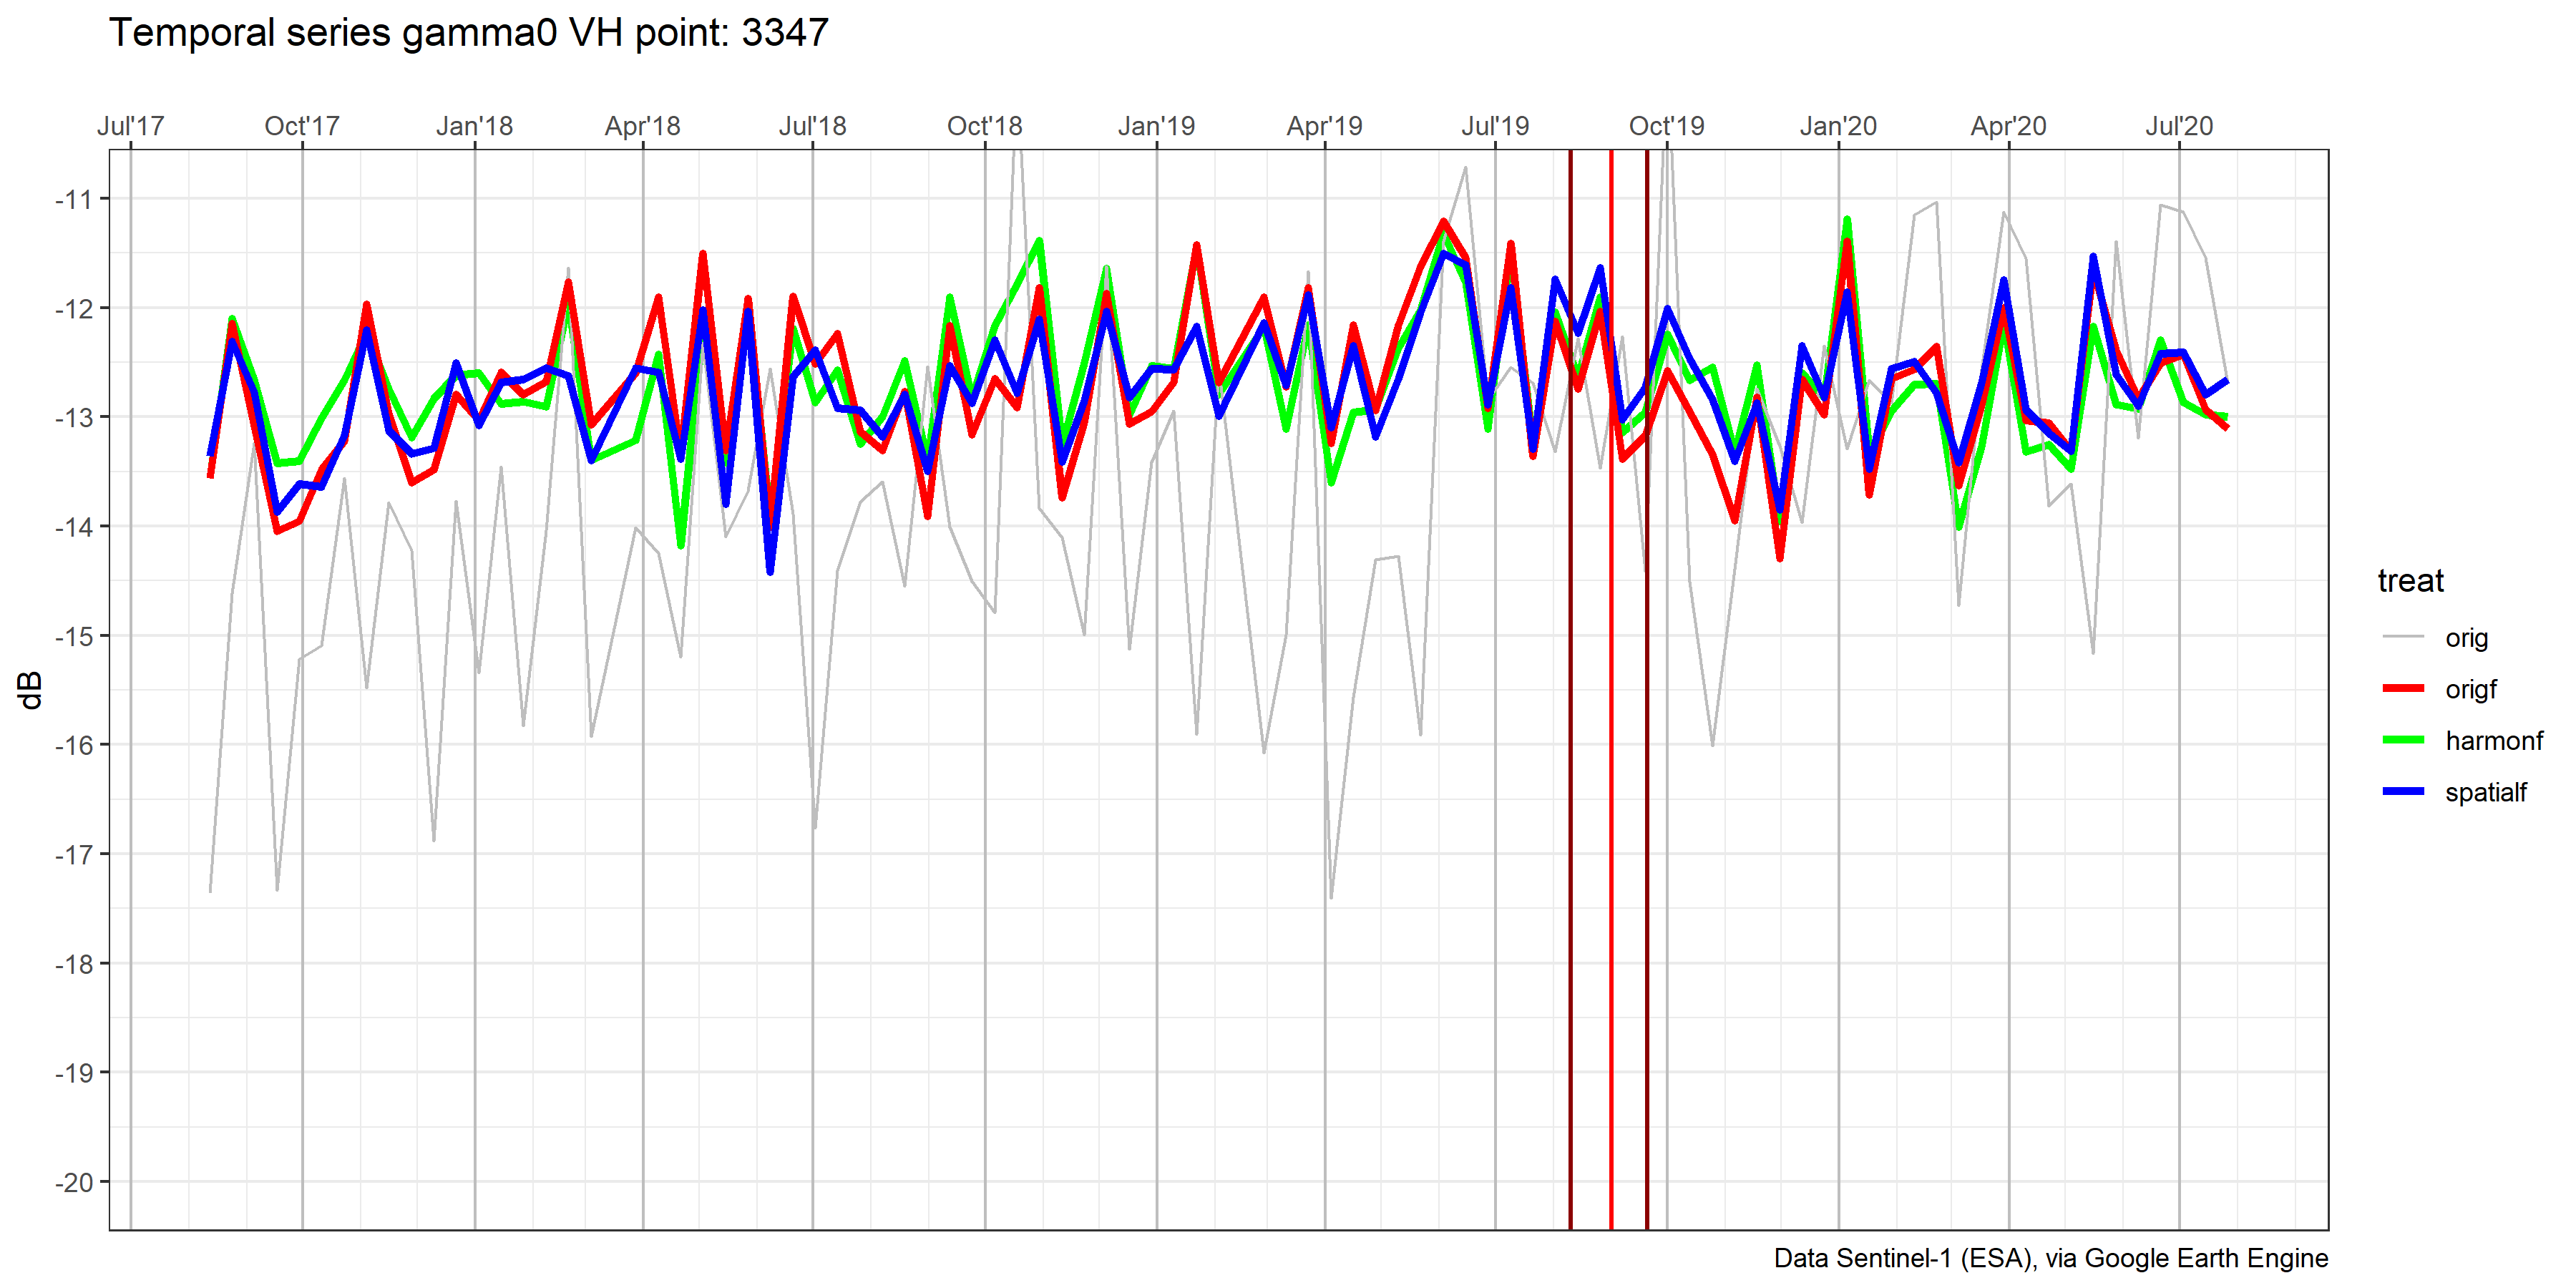 Temporal series gamma0 VH point: 3347
Jul'17 Oct'17 Jan'18 Apr'18 Jul'18 Oct'18 Jan'19 Apr'19 Jul'19 Oct'19 Jan'20 Apr'20 Jul'20
-11
-12
-13
-14
-15
-16
-17
-18
-19
-20
dB
treat
orig
origf
harmonf
spatialf
Data Sentinel-1 (ESA), via Google Earth Engine